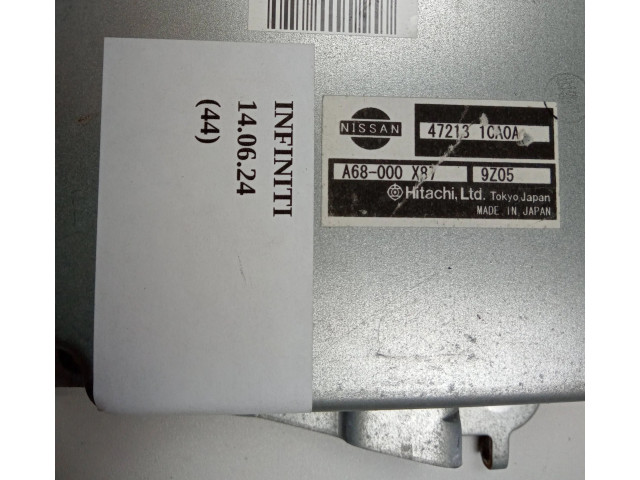 INFINITI
14.06.24
(44)
NISSAN
47213 1CA0A
A68-000 X87
9Z05
Hitachi, Ltd. Tokyo Japan
MADE IN JAPAN